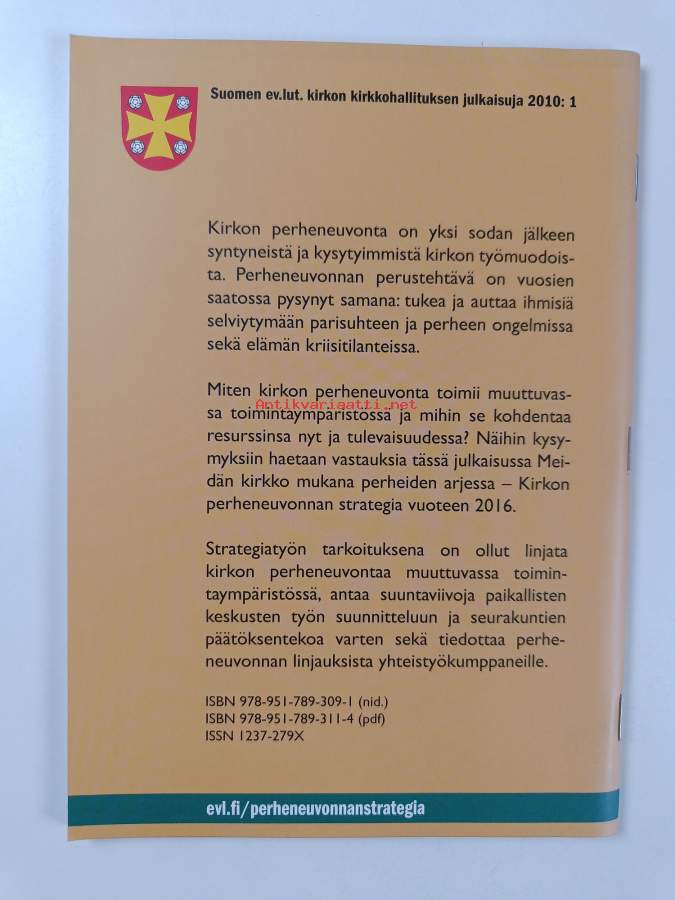 Suomen ev.lut. kirkon kirkkohallituksen julkaisuja 2010: 1
Kirkon perheneuvonta on yksi sodan jälkeen
syntyneistä ja kysytyimmistä kirkon työmuodois-
ta. Perheneuvonnan perustehtävä on vuosien
saatossa pysynyt samana: tukea ja auttaa ihmisiä
selviytymään parisuhteen ja perheen ongelmissa
sekä elämän kriisitilanteissa.
Miten kirkon perheneuvonta toimii muuttuvas-
Antikvariaatti.net
sa toimintaympäristössä ja mihin se kohdentaa
resurssinsa nyt ja tulevaisuudessa? Näihin kysy-
myksiin haetaan vastauksia tässä julkaisussa Mei-
dän kirkko mukana perheiden arjessa – Kirkon
perheneuvonnan strategia vuoteen 2016.
Strategiatyön tarkoituksena on ollut linjata
kirkon perheneuvontaa muuttuvassa toimin-
taympäristössä, antaa suuntaviivoja paikallisten
keskusten työn suunnitteluun ja seurakuntien
päätöksentekoa varten sekä tiedottaa perhe-
neuvonnan linjauksista yhteistyökumppaneille.
ISBN 978-951-789-309-1 (nid.)
ISBN 978-951-789-311-4 (pdf)
ISSN 1237-279X
evl.fi/perheneuvonnanstrategia